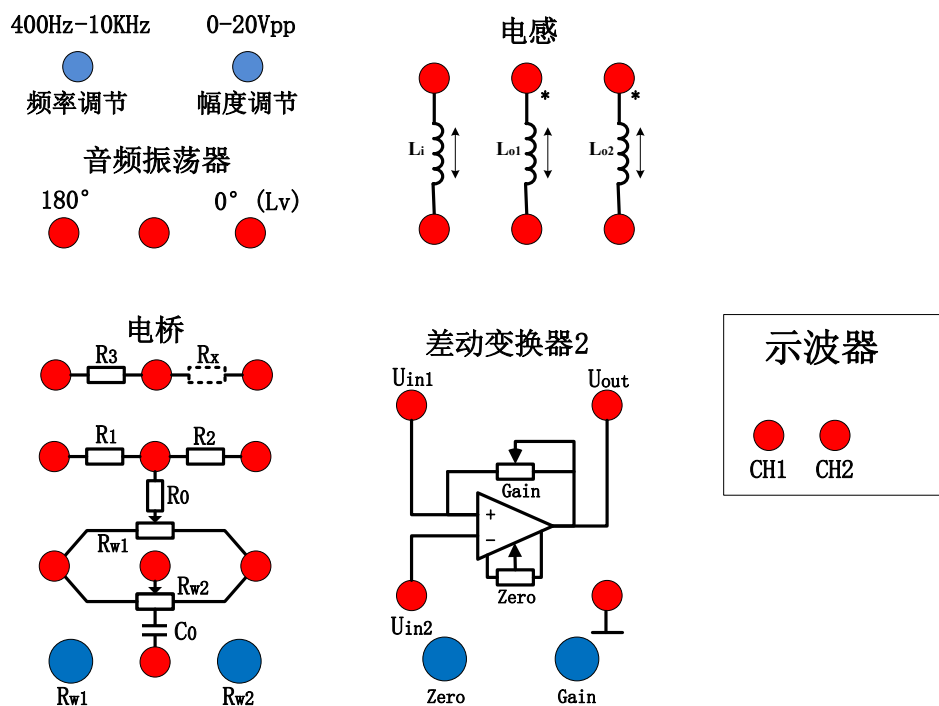 400Hz-10KHz
0-20Vpp
频率调节
幅度调节
音频振荡器
180°
0° (Lv)
电感
*
*
Li
Lo1
Lo2
电桥
R3
Rx
R1
R2
R0
Rw1
Rw2
C0
Rw1
Rw2
差动变换器2
Uin1
Uout
Gain
+
−
Zero
Uin2
Zero
Gain
示波器
CH1
CH2